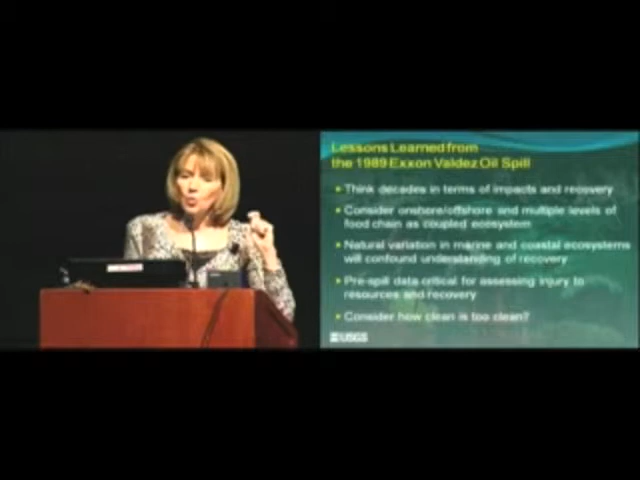 Lessons Learned from
the 1989 Exxon Valdez Oil Spill
• Think decades in terms of impacts and recovery
• Consider onshore/offshore and multiple levels of
food chain as coupled ecosystem
• Natural variation in marine and coastal ecosystems
will confound understanding of recovery
• Pre-spill data critical for assessing injury to
resources and recovery
• Consider how clean is too clean?
USGS